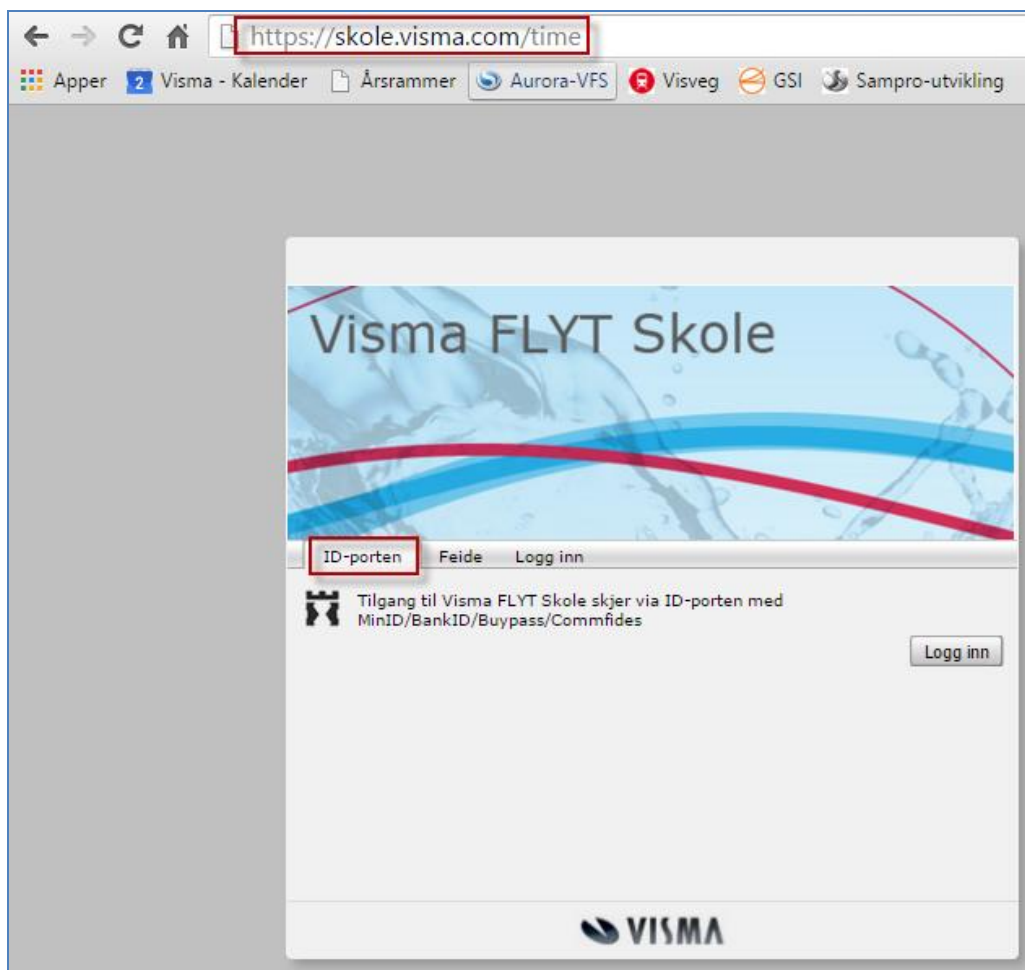 https://skole.visma.com/time
Apper 2 Visma - Kalender Årsrammer Aurora-VFS Visveg GSI Sampro-utvikling
Visma FLYT Skole
ID-porten Feide Logg inn
Tilgang til Visma FLYT Skole skjer via ID-porten med
MinID/BankID/Buypass/Commfides
Logg inn
VISMA